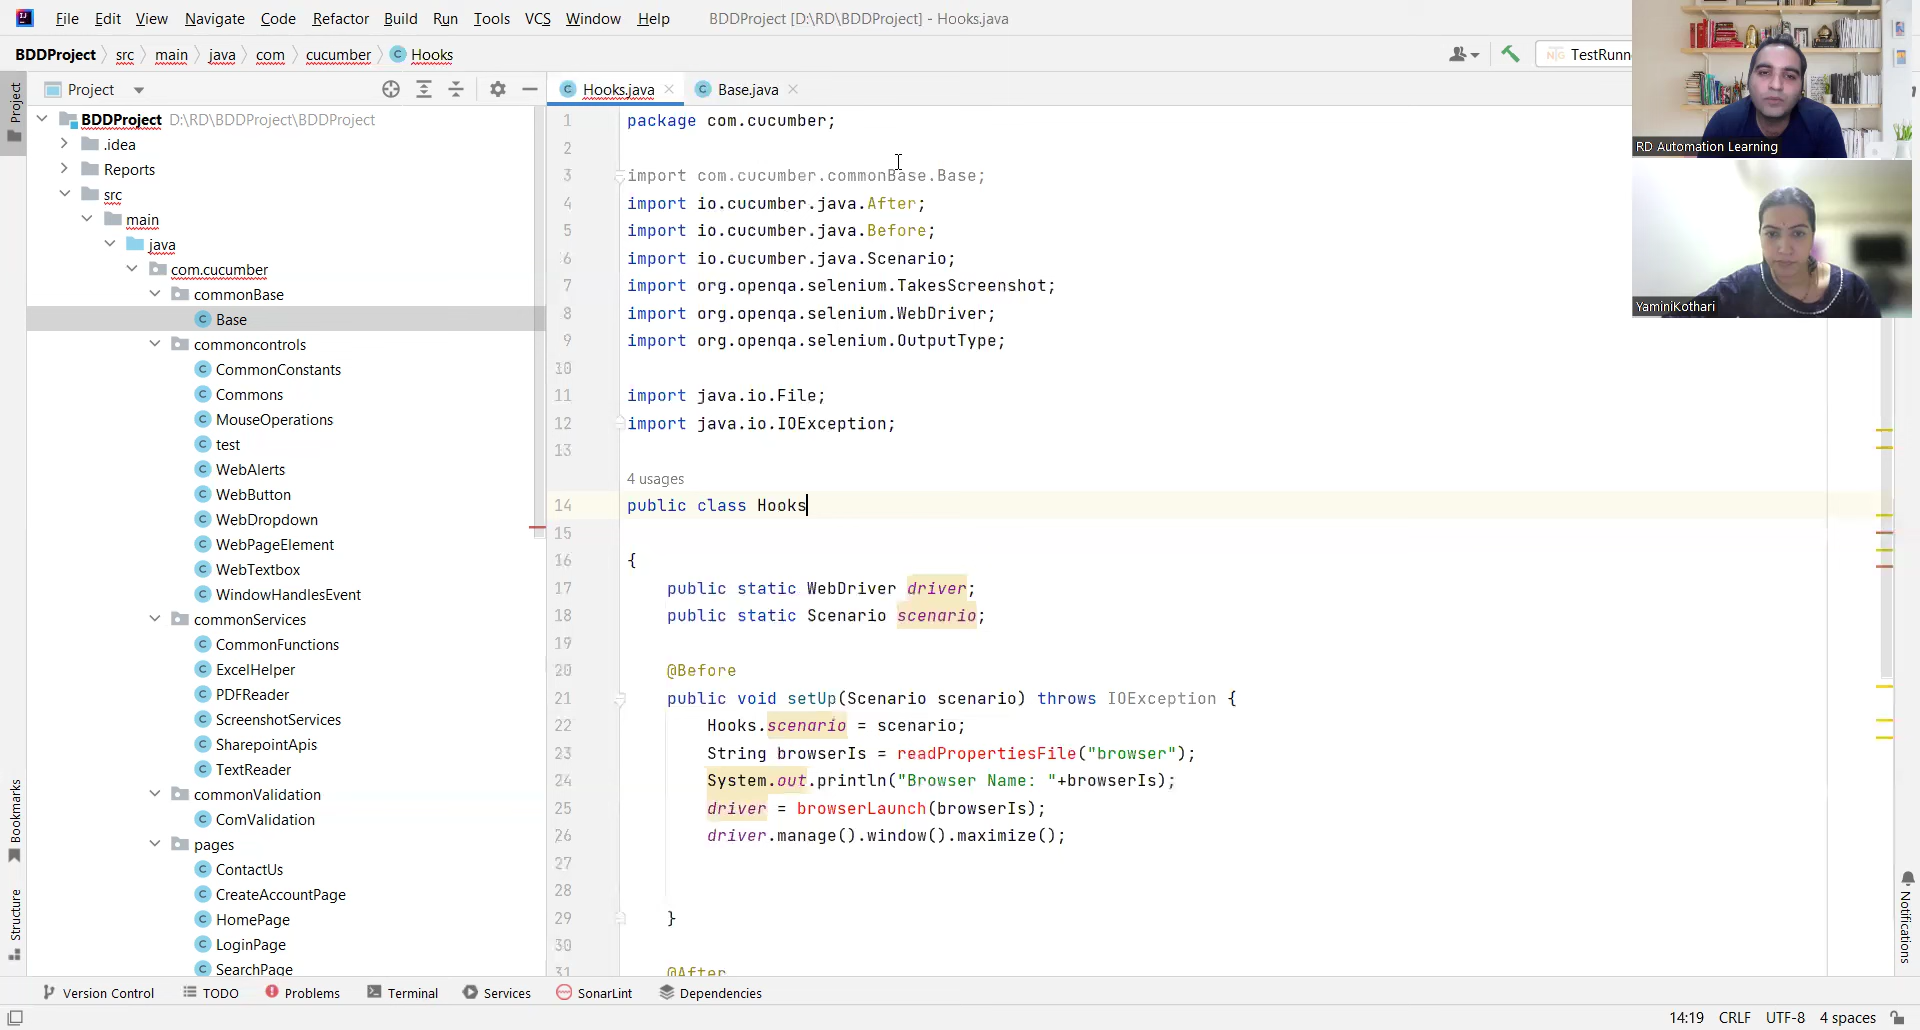 File Edit View Navigate Code Refactor Build Run Tools VCS Window Help BDDProject [D:\RD\BDDProject] - Hooks.java
BDDProject src main java com cucumber Hooks
TestRunn
Project
Hooks.java
Base.java
BDDProject D:\RD\BDDProject\BDDProject
.idea
Reports
src
main
java
com.cucumber
commonBase
Base
commoncontrols
CommonConstants
Commons
MouseOperations
test
WebAlerts
WebButton
WebDropdown
WebPageElement
WebTextbox
WindowHandlesEvent
commonServices
CommonFunctions
ExcelHelper
PDFReader
ScreenshotServices
SharepointApis
TextReader
commonValidation
ComValidation
pages
ContactUs
CreateAccountPage
HomePage
LoginPage
SearchPage
Project
Bookmarks
Structure
1 package com.cucumber;
2
3 import com.cucumber.commonBase.Base;
4 import io.cucumber.java.After;
5 import io.cucumber.java.Before;
6 import io.cucumber.java.Scenario;
7 import org.openqa.selenium.TakesScreenshot;
8 import org.openqa.selenium.WebDriver;
9 import org.openqa.selenium.OutputType;
10
11 import java.io.File;
12 import java.io.IOException;
13
4 usages
14 public class Hooks
15
16 {
17 public static WebDriver driver;
18 public static Scenario scenario;
19
20 @Before
21 public void setUp(Scenario scenario) throws IOException {
22 Hooks.scenario = scenario;
23 String browserIs = readPropertiesFile("browser");
24 System.out.println("Browser Name: "+browserIs);
25 driver = browserLaunch(browserIs);
26 driver.manage().window().maximize();
27
28
29 }
30
31 @After
RD Automation Learning
YaminiKothari
Notifications
Version Control TODO Problems Terminal Services SonarLint Dependencies
14:19 CRLF UTF-8 4 spaces